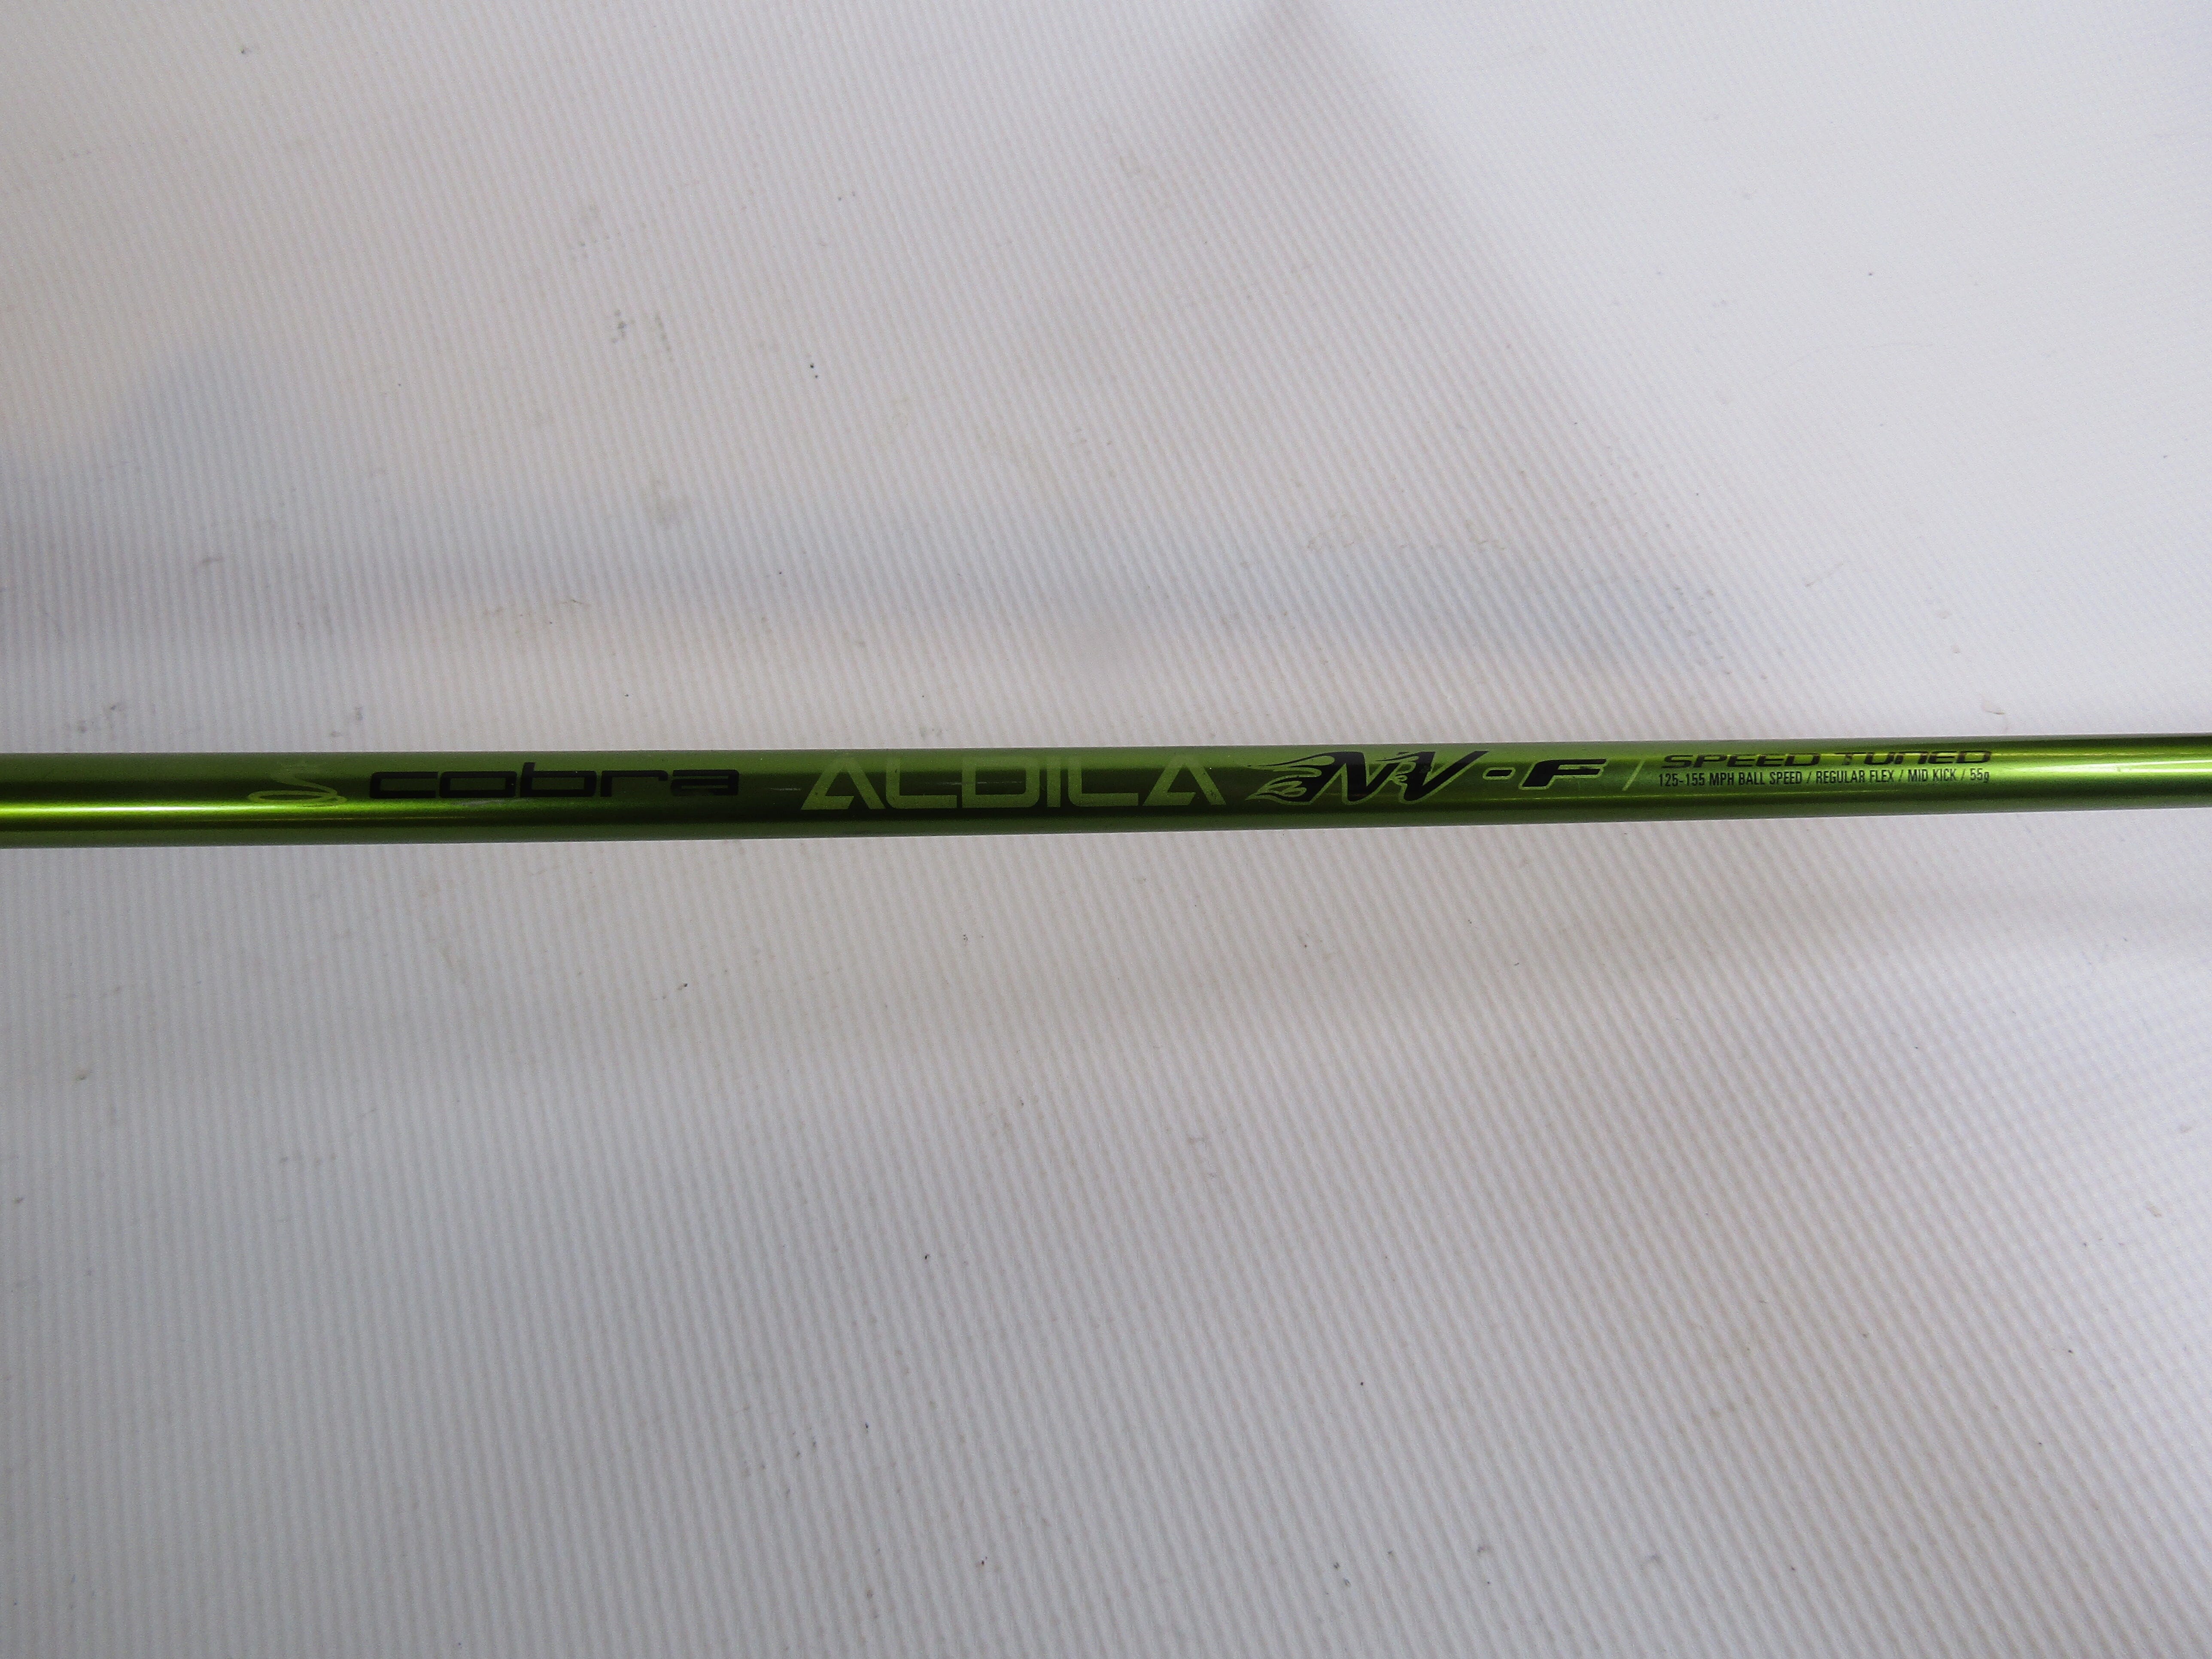 cobra ALDILA NV-F / SPEED TUNED
125-155 MPH BALL SPEED / REGULAR FLEX / MID KICK / 55g